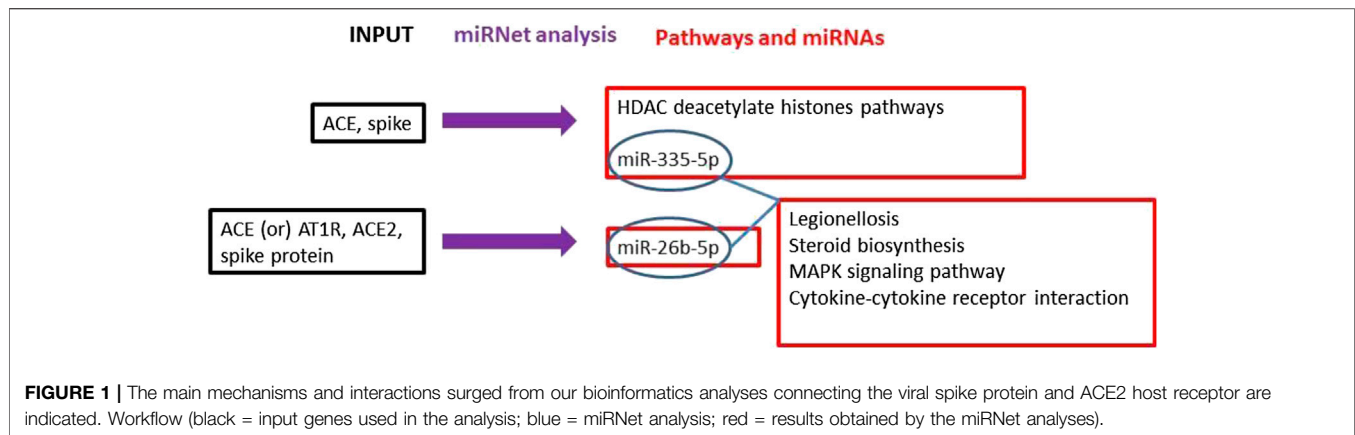 INPUT miRNet analysis Pathways and miRNAs
ACE, spike
HDAC deacetylate histones pathways
miR-335-5p
ACE (or) AT1R, ACE2,
spike protein
miR-26b-5p
Legionellosis
Steroid biosynthesis
MAPK signaling pathway
Cytokine-cytokine receptor interaction
FIGURE 1 | The main mechanisms and interactions surged from our bioinformatics analyses connecting the viral spike protein and ACE2 host receptor are
indicated. Workflow (black = input genes used in the analysis; blue = miRNet analysis; red = results obtained by the miRNet analyses).